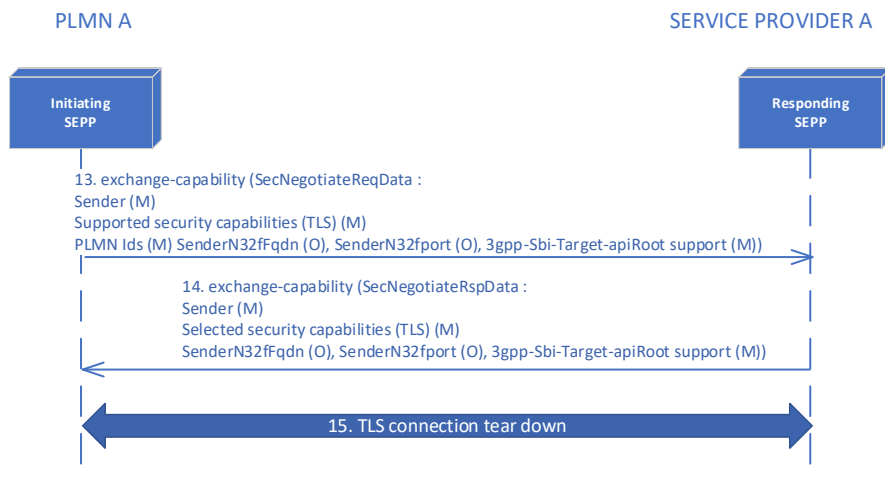 PLMN A
SERVICE PROVIDER A
Initiating
SEPP
Responding
SEPP
13. exchange-capability (SecNegotiateReqData :
Sender (M)
Supported security capabilities (TLS) (M)
PLMN Ids (M) SenderN32fFqdn (O), SenderN32fport (O), 3gpp-Sbi-Target-apiRoot support (M))
14. exchange-capability (SecNegotiateRspData :
Sender (M)
Selected security capabilities (TLS) (M)
SenderN32fFqdn (O), SenderN32fport (O), 3gpp-Sbi-Target-apiRoot support (M))
15. TLS connection tear down